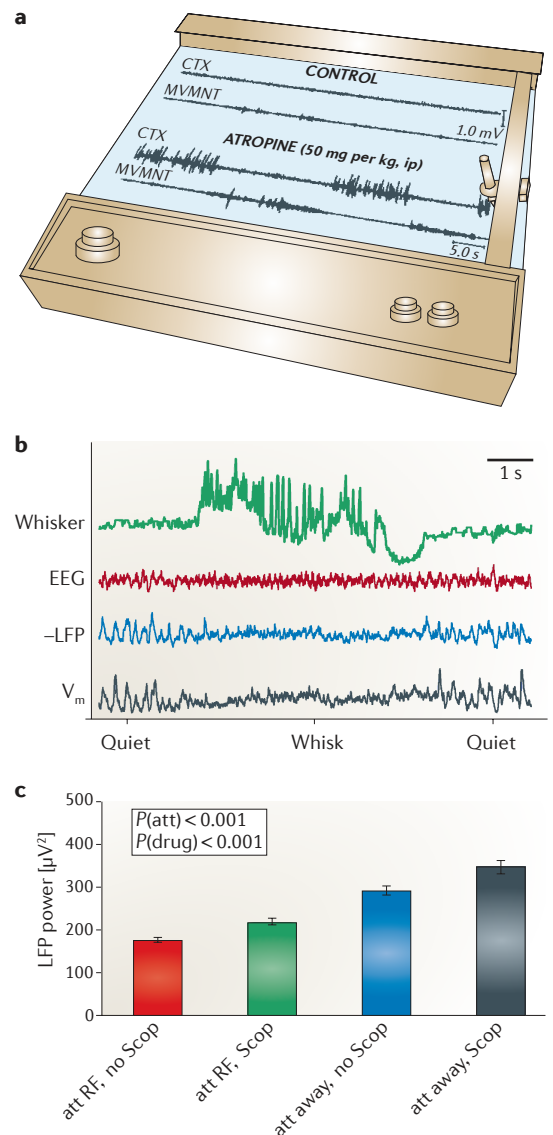 a
CTX
CONTROL
MVMNT
1.0 mV
CTX
ATROPINE (50 mg per kg, ip)
MVMNT
5.0 s
b
1 s
Whisker
EEG
–LFP
Vm
Quiet Whisk Quiet
c
500
P(att) < 0.001
P(drug) < 0.001
400
300
200
100
0
LFP power [µV²]
att RF, no Scop
att RF, Scop
att away, no Scop
att away, Scop